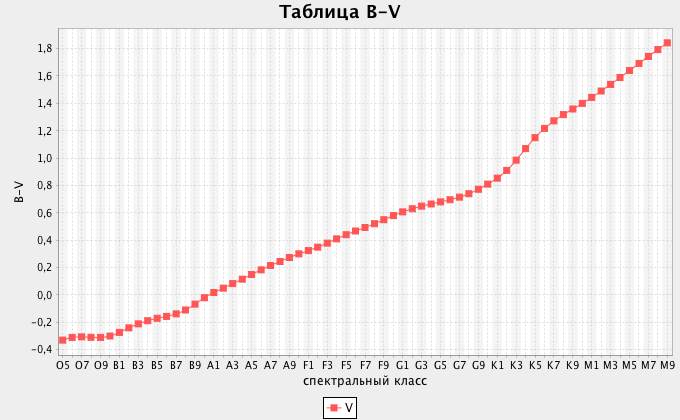 Таблица B-V
1,8
1,6
1,4
1,2
1,0
0,8
0,6
0,4
0,2
0,0
-0,2
-0,4
B-V
O5 O7 O9 B1 B3 B5 B7 B9 A1 A3 A5 A7 A9 F1 F3 F5 F7 F9 G1 G3 G5 G7 G9 K1 K3 K5 K7 K9 M1 M3 M5 M7 M9
спектральный класс
V